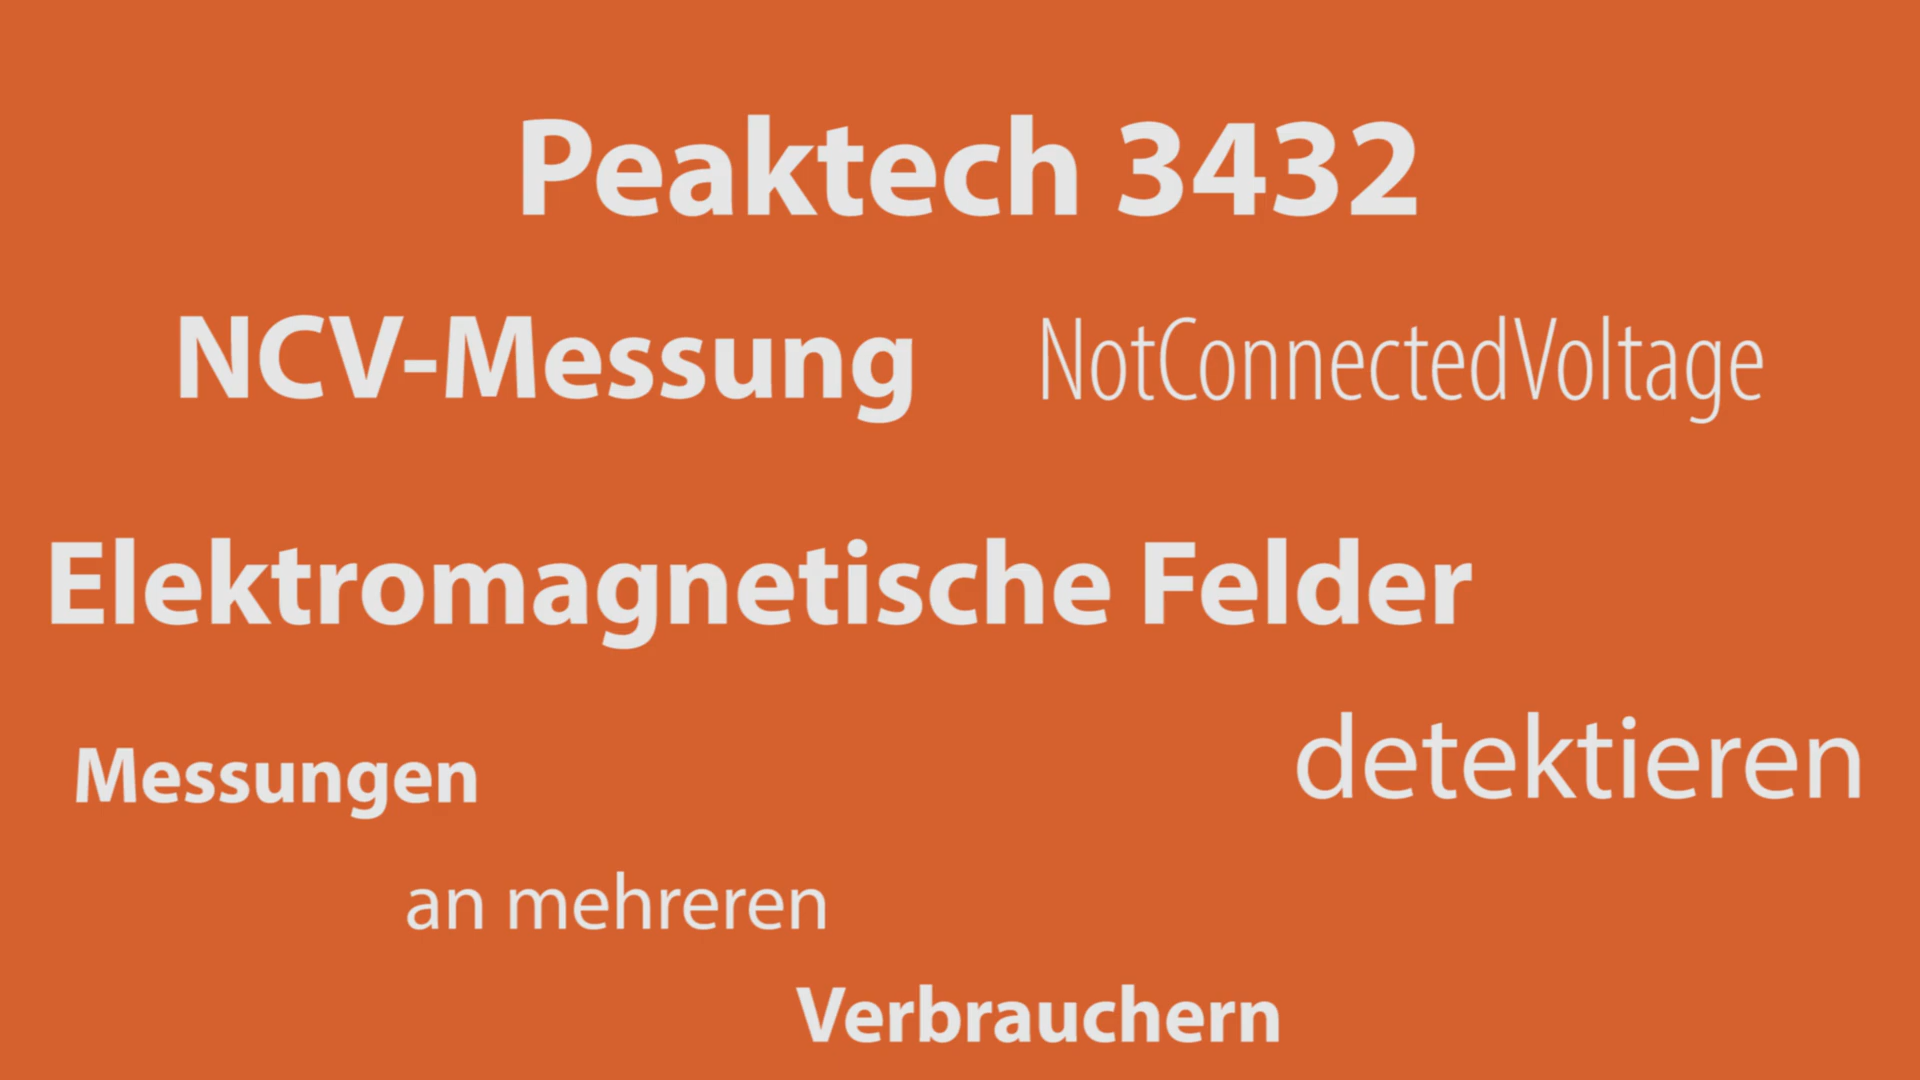 Peaktech 3432
NCV-Messung NotConnectedVoltage
Elektromagnetische Felder
detektieren
Messungen
an mehreren
Verbrauchern